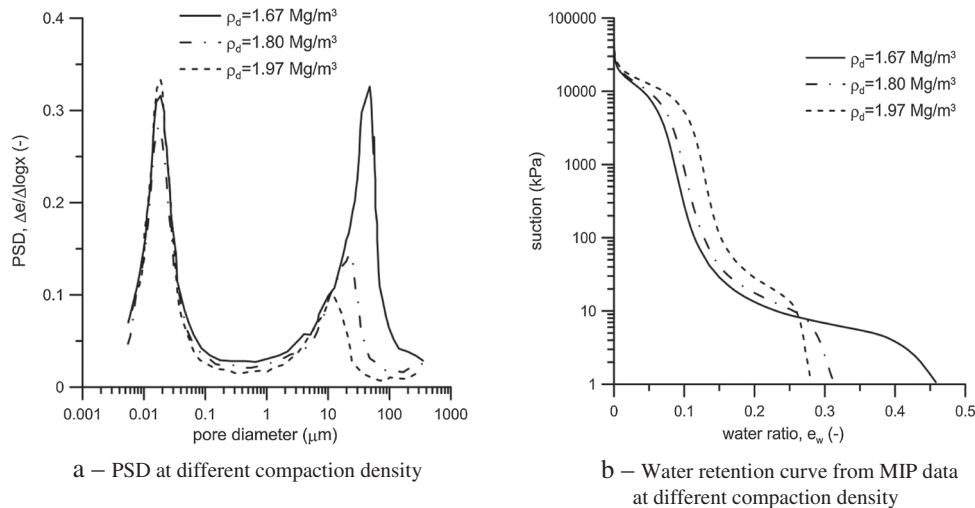 0.4
0.3
0.2
0.1
0
PSD, Δe/Δlogx (-)
ρd=1.67 Mg/m³
ρd=1.80 Mg/m³
ρd=1.97 Mg/m³
0.001 0.01 0.1 1 10 100 1000
pore diameter (μm)
a – PSD at different compaction density
1000000
100000
10000
1000
100
10
1
suction (kPa)
ρd=1.67 Mg/m³
ρd=1.80 Mg/m³
ρd=1.97 Mg/m³
0 0.1 0.2 0.3 0.4 0.5
water ratio, ew (-)
b – Water retention curve from MIP data
at different compaction density